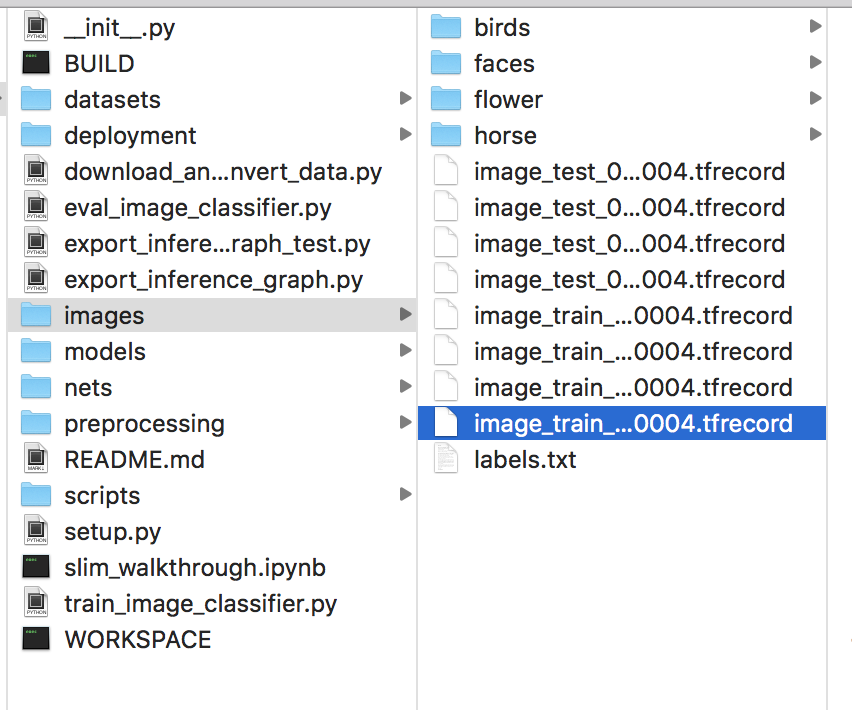 __init__.py
BUILD
datasets
deployment
download_an...nvert_data.py
eval_image_classifier.py
export_infere...raph_test.py
export_inference_graph.py
images
models
nets
preprocessing
README.md
scripts
setup.py
slim_walkthrough.ipynb
train_image_classifier.py
WORKSPACE
birds
faces
flower
horse
image_test_0...004.tfrecord
image_test_0...004.tfrecord
image_test_0...004.tfrecord
image_test_0...004.tfrecord
image_train_...0004.tfrecord
image_train_...0004.tfrecord
image_train_...0004.tfrecord
image_train_...0004.tfrecord
labels.txt